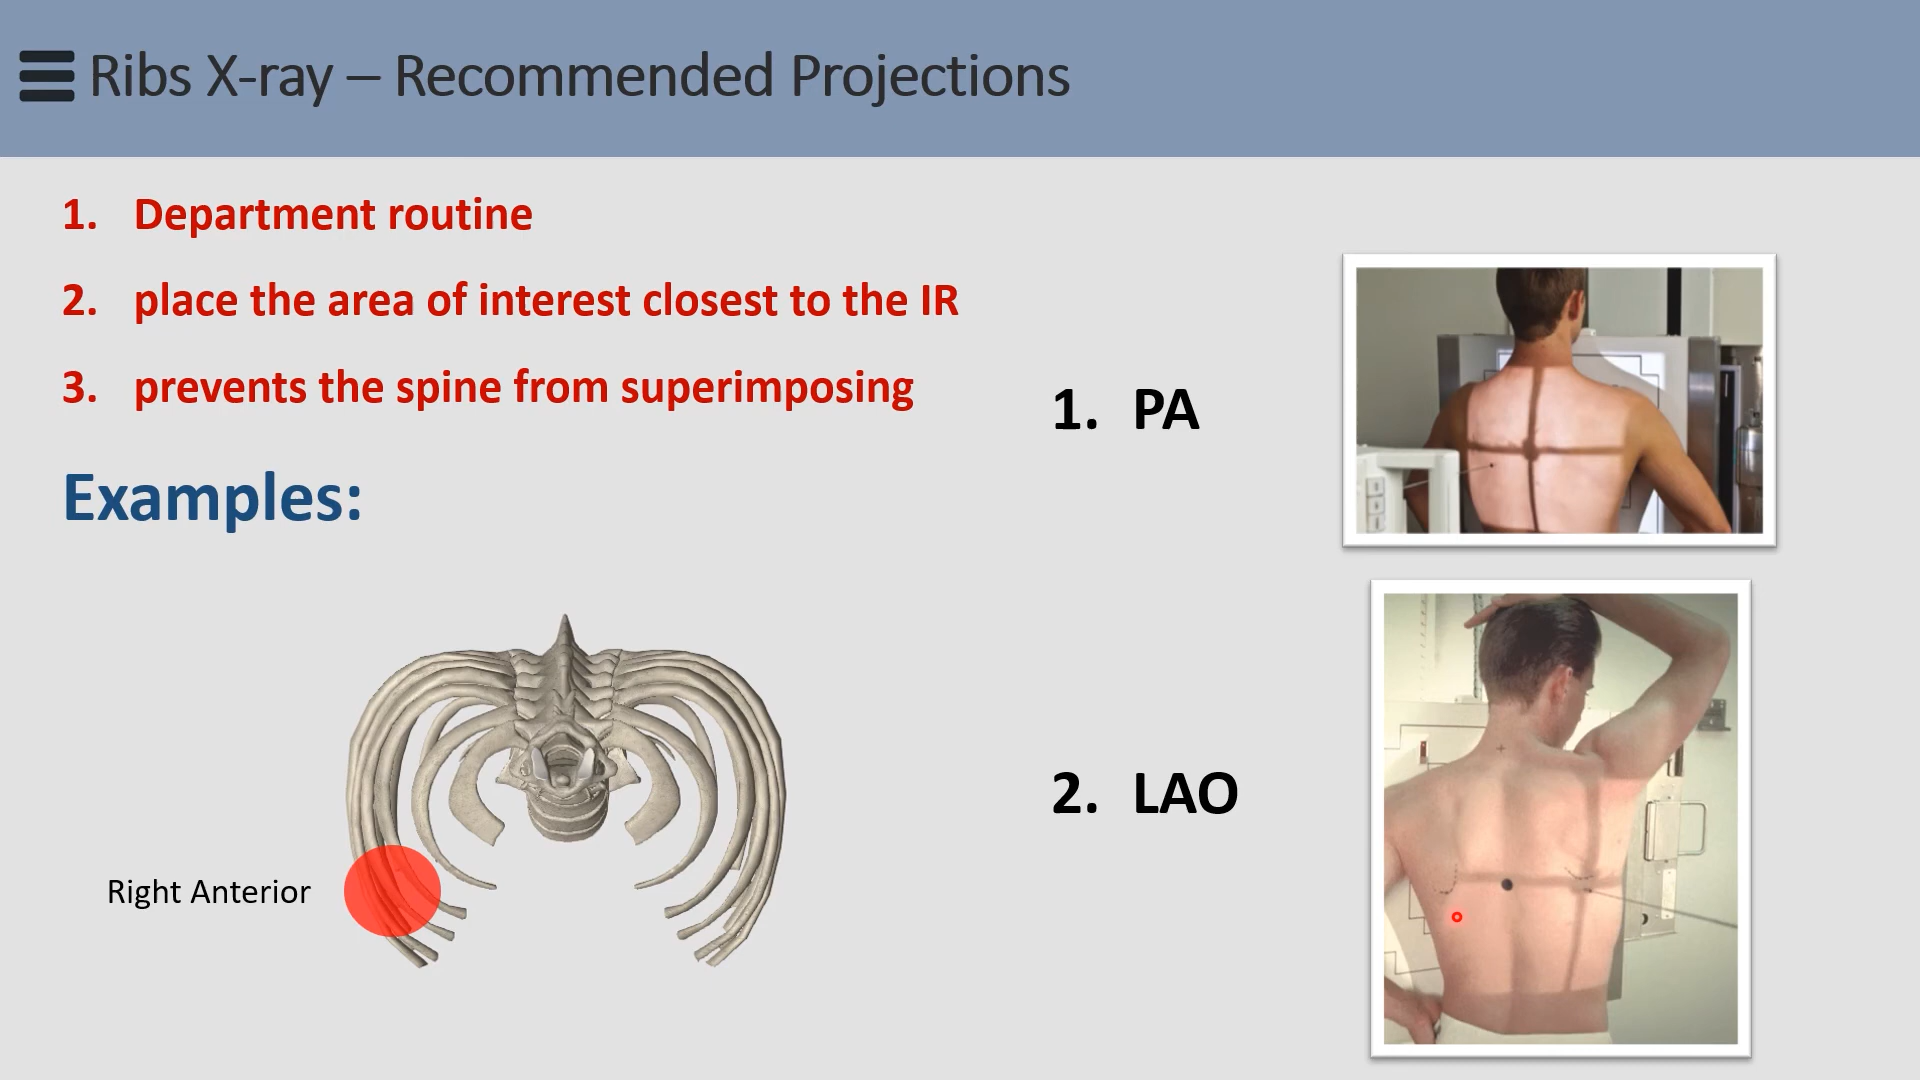 Ribs X-ray – Recommended Projections
1. Department routine
2. place the area of interest closest to the IR
3. prevents the spine from superimposing
Examples:
Right Anterior
1. PA
2. LAO